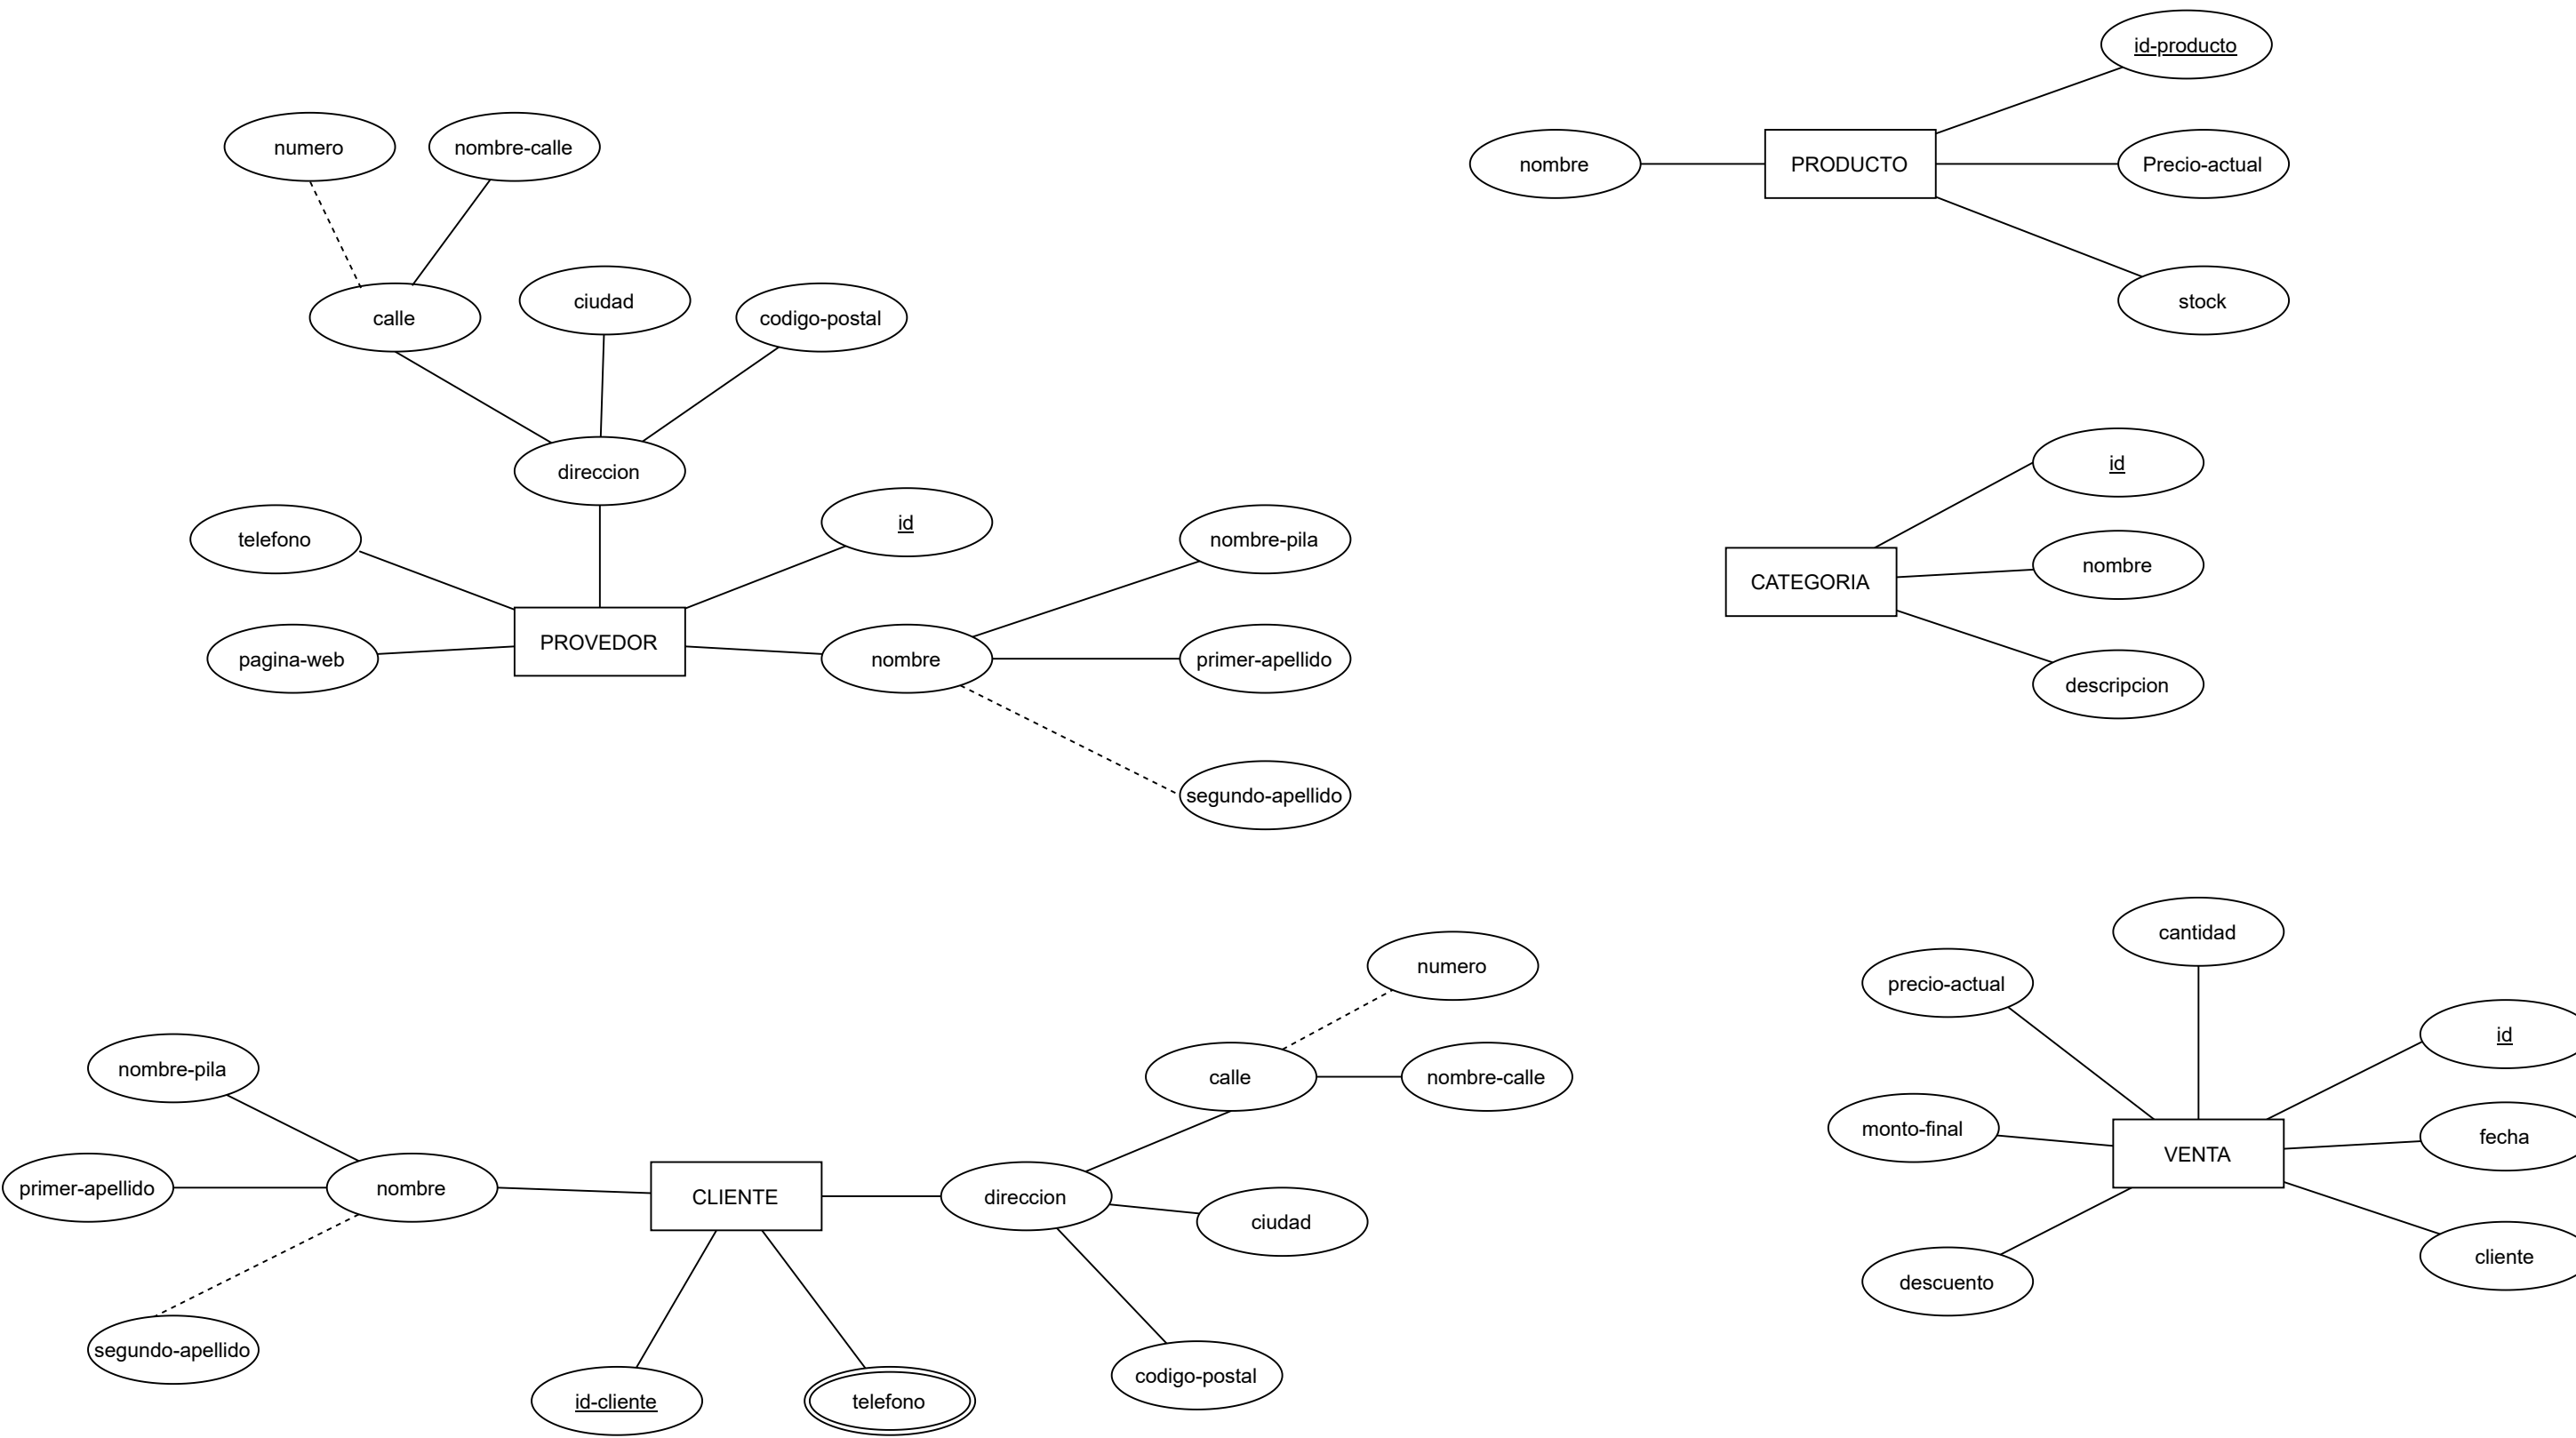 id-producto
nombre
PRODUCTO
Precio-actual
stock
numero
nombre-calle
calle
ciudad
codigo-postal
direccion
telefono
id
nombre-pila
pagina-web
PROVEDOR
nombre
primer-apellido
segundo-apellido
id
CATEGORIA
nombre
descripcion
nombre-pila
primer-apellido
nombre
segundo-apellido
CLIENTE
id-cliente
telefono
direccion
numero
calle
nombre-calle
ciudad
codigo-postal
cantidad
precio-actual
id
monto-final
VENTA
fecha
descuento
cliente